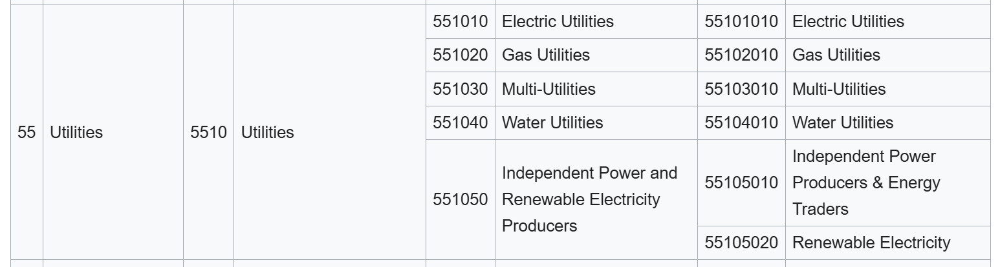 551010 Electric Utilities 55101010 Electric Utilities
551020 Gas Utilities 55102010 Gas Utilities
551030 Multi-Utilities 55103010 Multi-Utilities
551040 Water Utilities 55104010 Water Utilities
55 Utilities 5510 Utilities
551050
Independent Power and
Renewable Electricity
Producers
55105010
Independent Power
Producers & Energy
Traders
55105020 Renewable Electricity